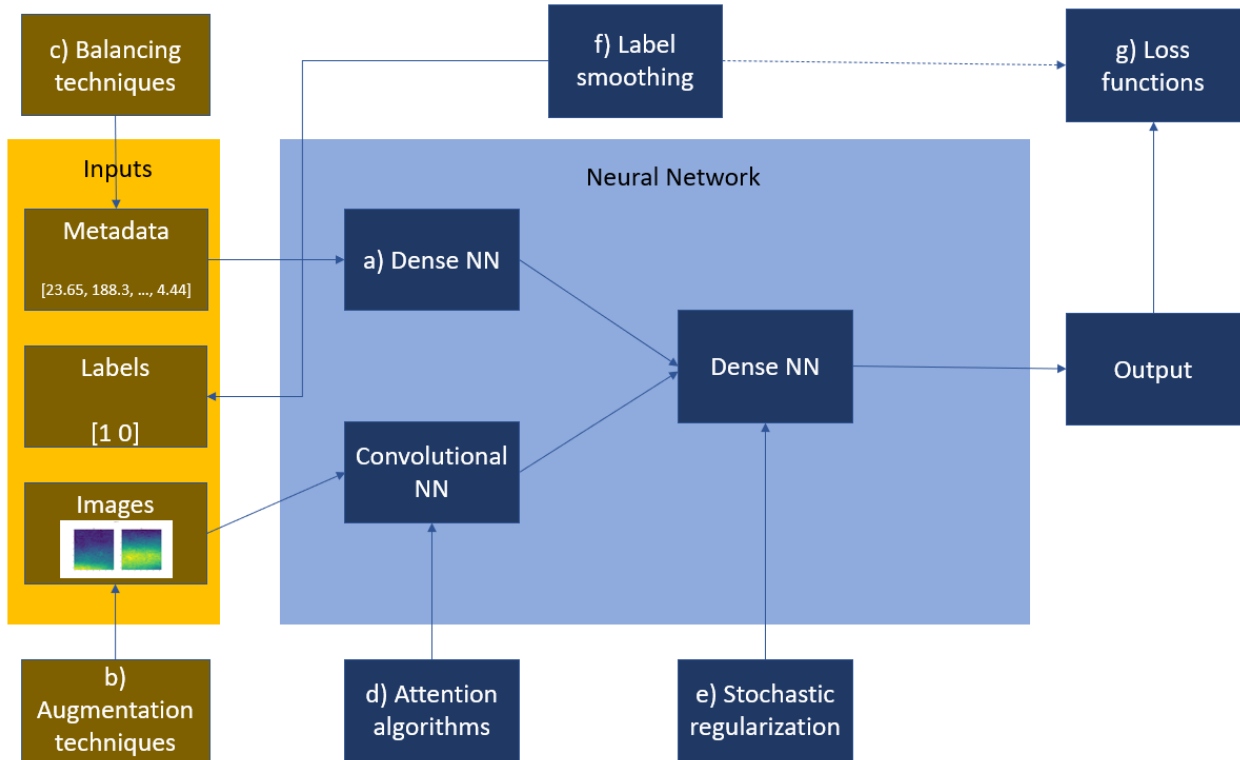 c) Balancing
techniques
f) Label
smoothing
g) Loss
functions
Inputs
Neural Network
Metadata
[23.65, 188.3, ..., 4.44]
a) Dense NN
Labels
[1 0]
Dense NN
Output
Convolutional
NN
Images
b)
Augmentation
techniques
d) Attention
algorithms
e) Stochastic
regularization